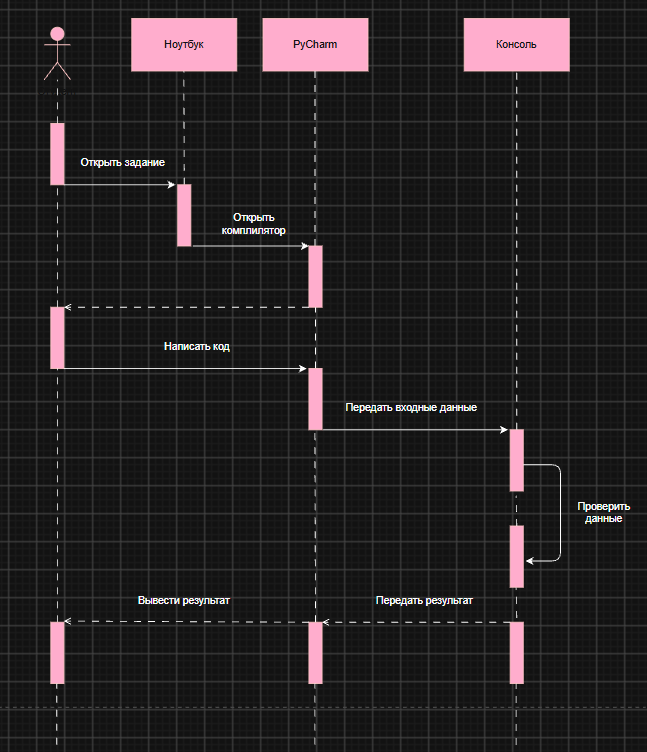 Ноутбук
PyCharm
Консоль
Открыть задание
Открыть
комплилятор
Написать код
Передать входные данные
Проверить
данные
Вывести результат
Передать результат